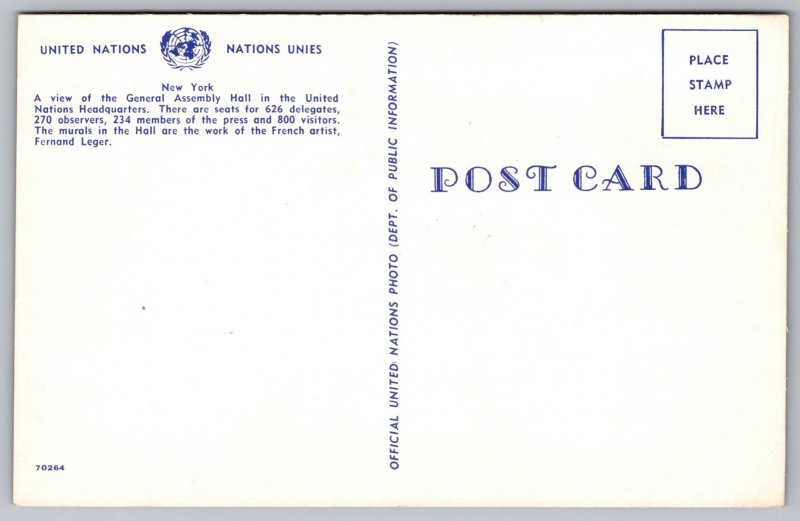 UNITED NATIONS NATIONS UNIES
New York
A view of the General Assembly Hall in the United
Nations Headquarters. There are seats for 626 delegates,
270 observers, 234 members of the press and 800 visitors.
The murals in the Hall are the work of the French artist,
Fernand Leger.
70264
OFFICIAL UNITED NATIONS PHOTO (DEPT. OF PUBLIC INFORMATION)
PLACE
STAMP
HERE
POST CARD